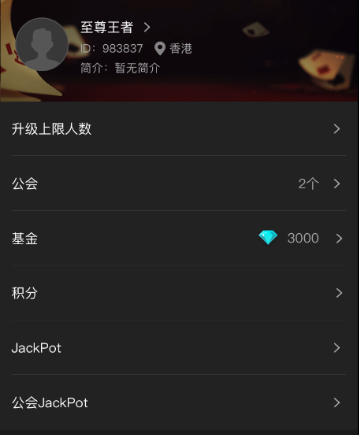 至尊王者
ID：983837 香港
简介：暂无简介
升级上限人数
公会 2个
基金 3000
积分
JackPot
公会JackPot